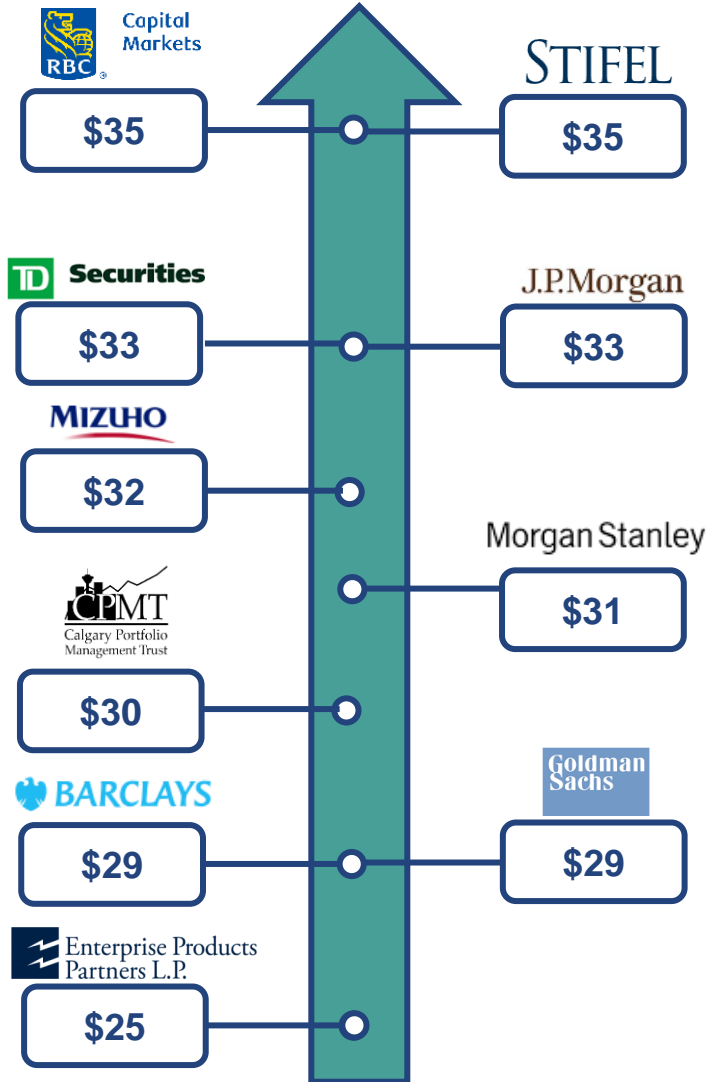 RBC
Capital
Markets
®
$35
STIFEL
$35
TD Securities
$33
J.P.Morgan
$33
MIZUHO
$32
Morgan Stanley
$31
CPMT
Calgary Portfolio
Management Trust
$30
BARCLAYS
$29
Goldman
Sachs
$29
Enterprise Products
Partners L.P.
$25